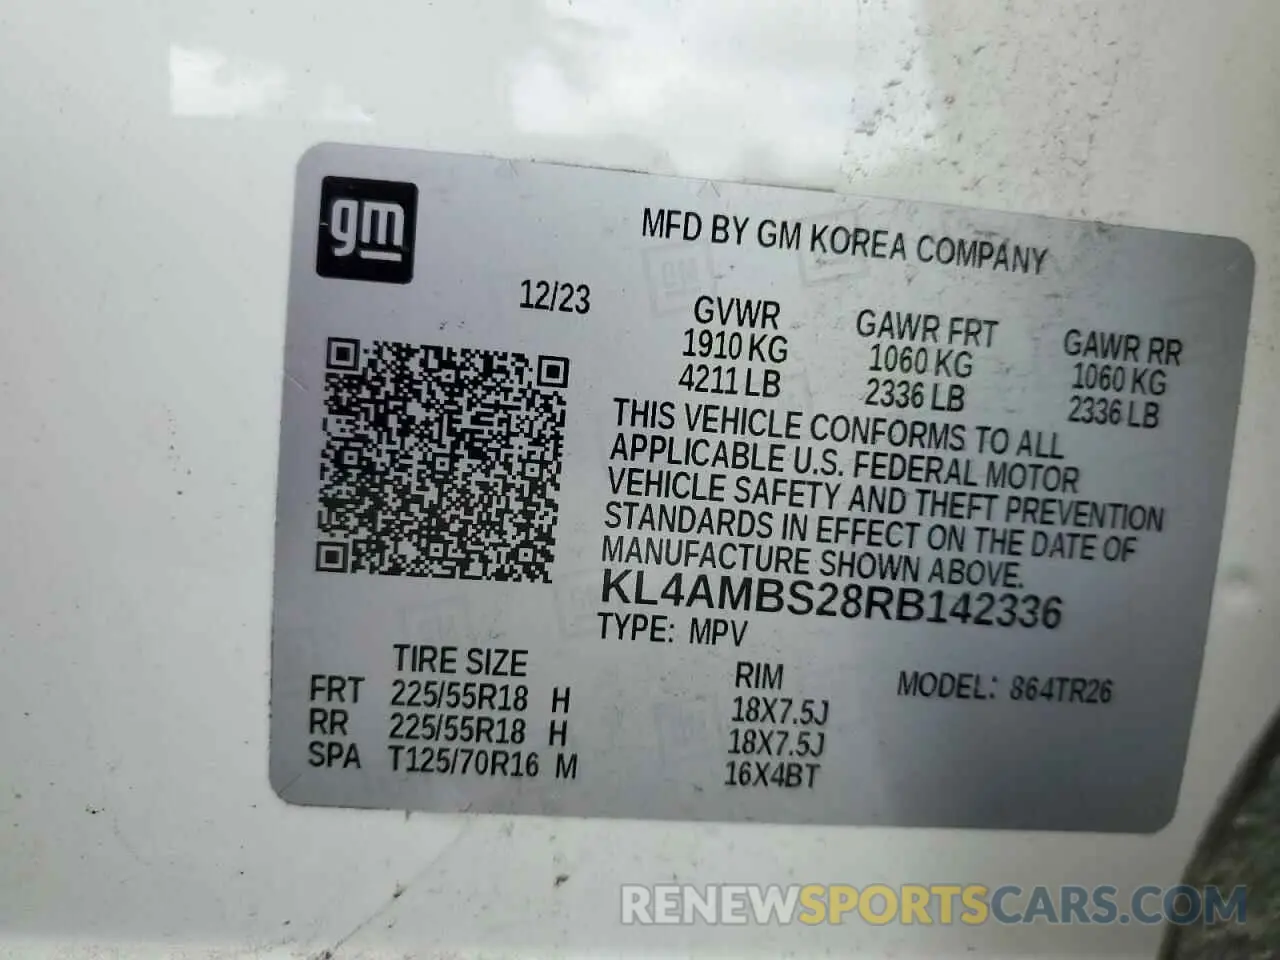 gm
MFD BY GM KOREA COMPANY
12/23
GVWR GAWR FRT GAWR RR
1910 KG 1060 KG 1060 KG
4211 LB 2336 LB 2336 LB
THIS VEHICLE CONFORMS TO ALL
APPLICABLE U.S. FEDERAL MOTOR
VEHICLE SAFETY AND THEFT PREVENTION
STANDARDS IN EFFECT ON THE DATE OF
MANUFACTURE SHOWN ABOVE.
KL4AMBS28RB142336
TYPE: MPV
TIRE SIZE RIM MODEL: 864TR26
FRT 225/55R18 H 18X7.5J
RR 225/55R18 H 18X7.5J
SPA T125/70R16 M 16X4BT
RENEWSPORTSCARS.COM